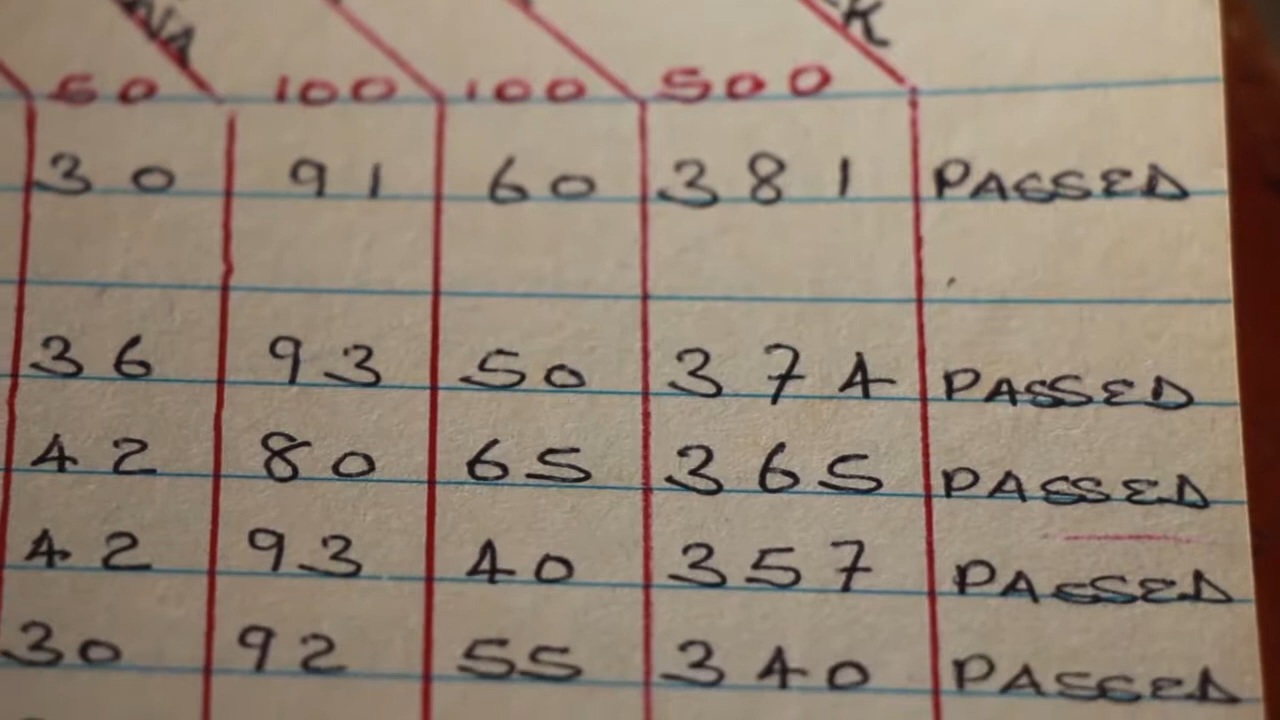 60 100 100 500
30 91 60 381 PASSED
36 93 50 374 PASSED
42 80 65 365 PASSED
42 93 40 357 PASSED
30 92 55 340 PASSED